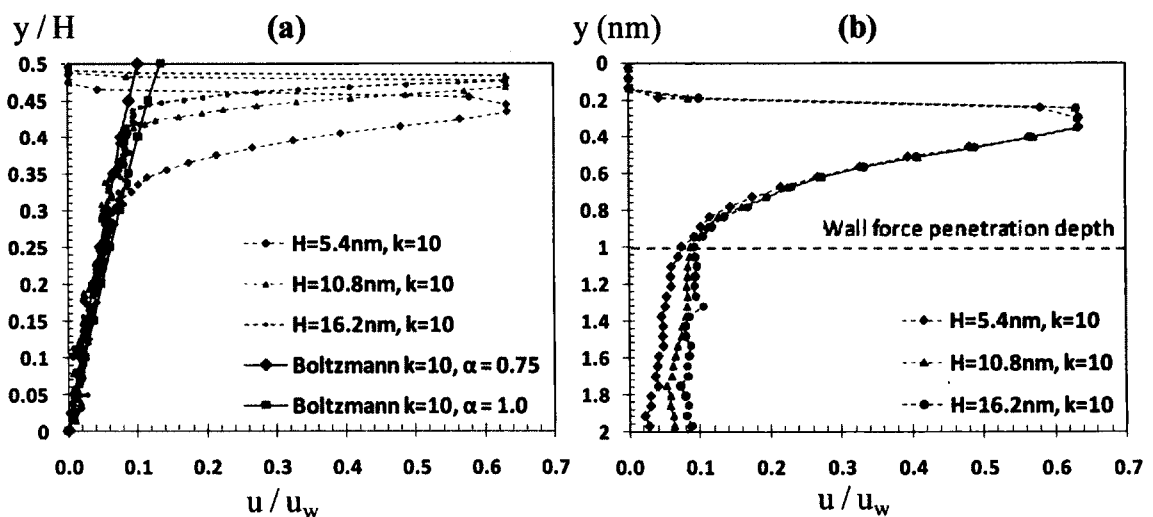 y / H
(a)
0.5
0.45
0.4
0.35
0.3
0.25
0.2
0.15
0.1
0.05
0
0.0 0.1 0.2 0.3 0.4 0.5 0.6 0.7
u / u_w
H=5.4nm, k=10
H=10.8nm, k=10
H=16.2nm, k=10
Boltzmann k=10, α = 0.75
Boltzmann k=10, α = 1.0
y (nm)
(b)
0
0.2
0.4
0.6
0.8
1
1.2
1.4
1.6
1.8
2
0.0 0.1 0.2 0.3 0.4 0.5 0.6 0.7
u / u_w
Wall force penetration depth
H=5.4nm, k=10
H=10.8nm, k=10
H=16.2nm, k=10